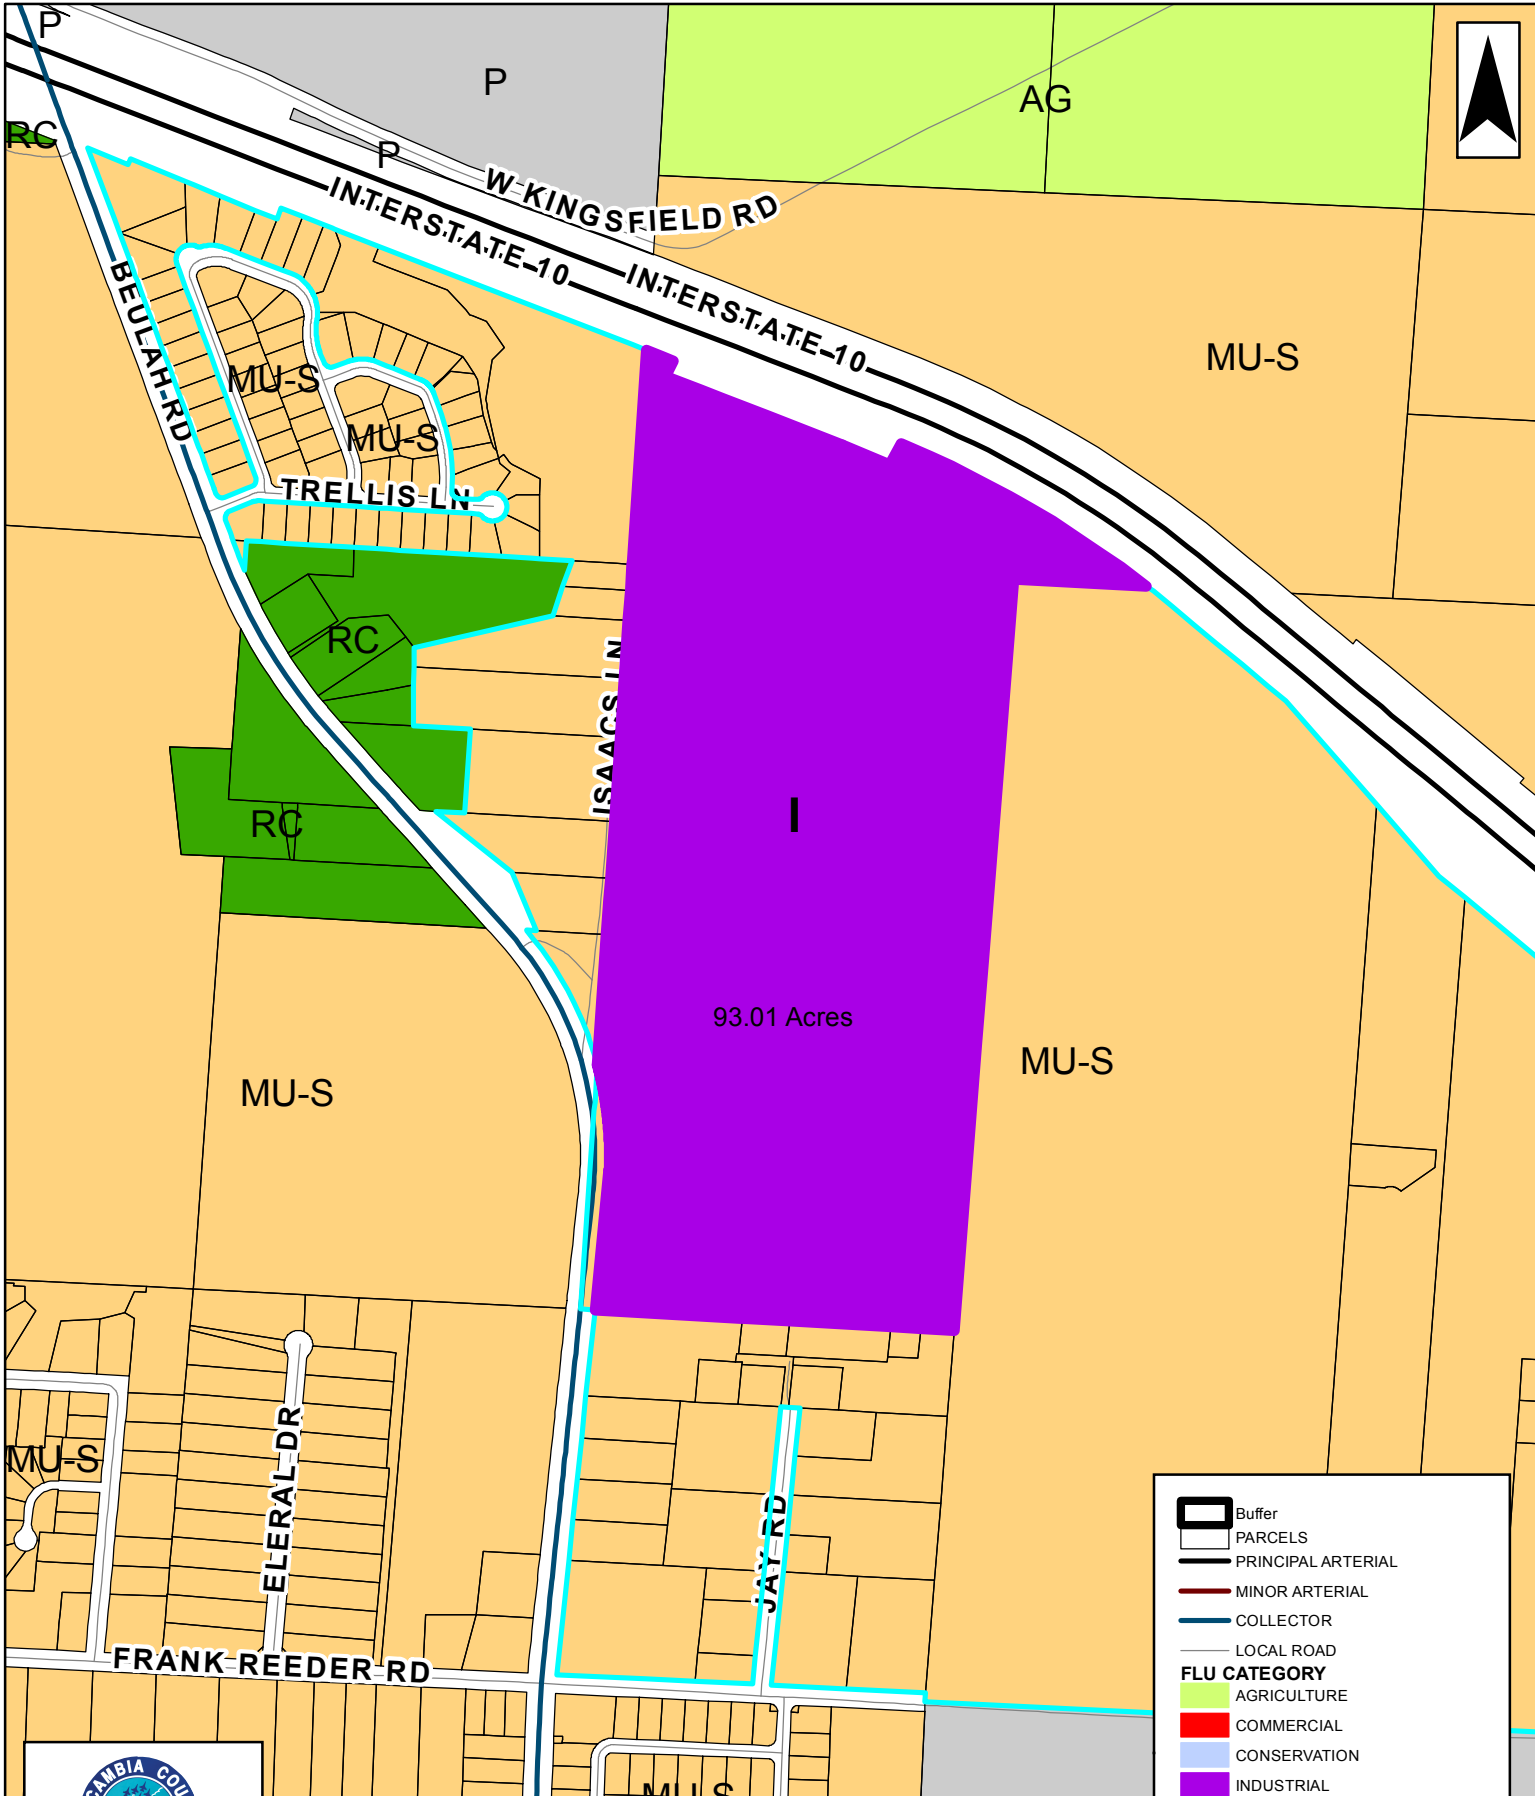 P
P
AG
RC
P
W KINGSFIELD RD
INTERSTATE 10
INTERSTATE 10
BEULAH RD
MU-S
MU-S
MU-S
TRELLIS LN
RC
ISAACS LN
I
RC
93.01 Acres
MU-S
MU-S
ELERAL DR
MU-S
JAY RD
FRANK REEDER RD
MU-S
Buffer
PARCELS
PRINCIPAL ARTERIAL
MINOR ARTERIAL
COLLECTOR
LOCAL ROAD
FLU CATEGORY
AGRICULTURE
COMMERCIAL
CONSERVATION
INDUSTRIAL